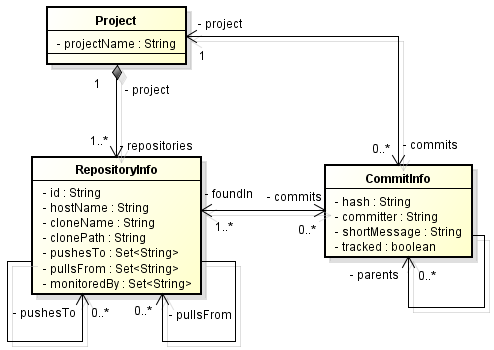 Project
- projectName : String
- project
1
1
- project
1..*
- repositories
0..*
- commits
RepositoryInfo
- id : String
- hostName : String
- cloneName : String
- clonePath : String
- pushesTo : Set<String>
- pullsFrom : Set<String>
- monitoredBy : Set<String>
- foundIn
- commits
1..*
0..*
CommitInfo
- hash : String
- committer : String
- shortMessage : String
- tracked : boolean
- parents
0..*
- pushesTo
0..*
0..*
- pullsFrom